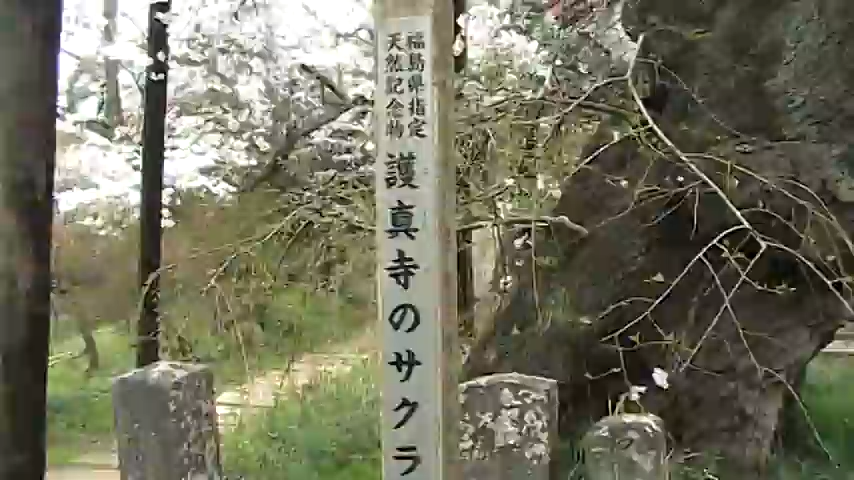 福島県指定
天然記念物
護真寺のサクラ